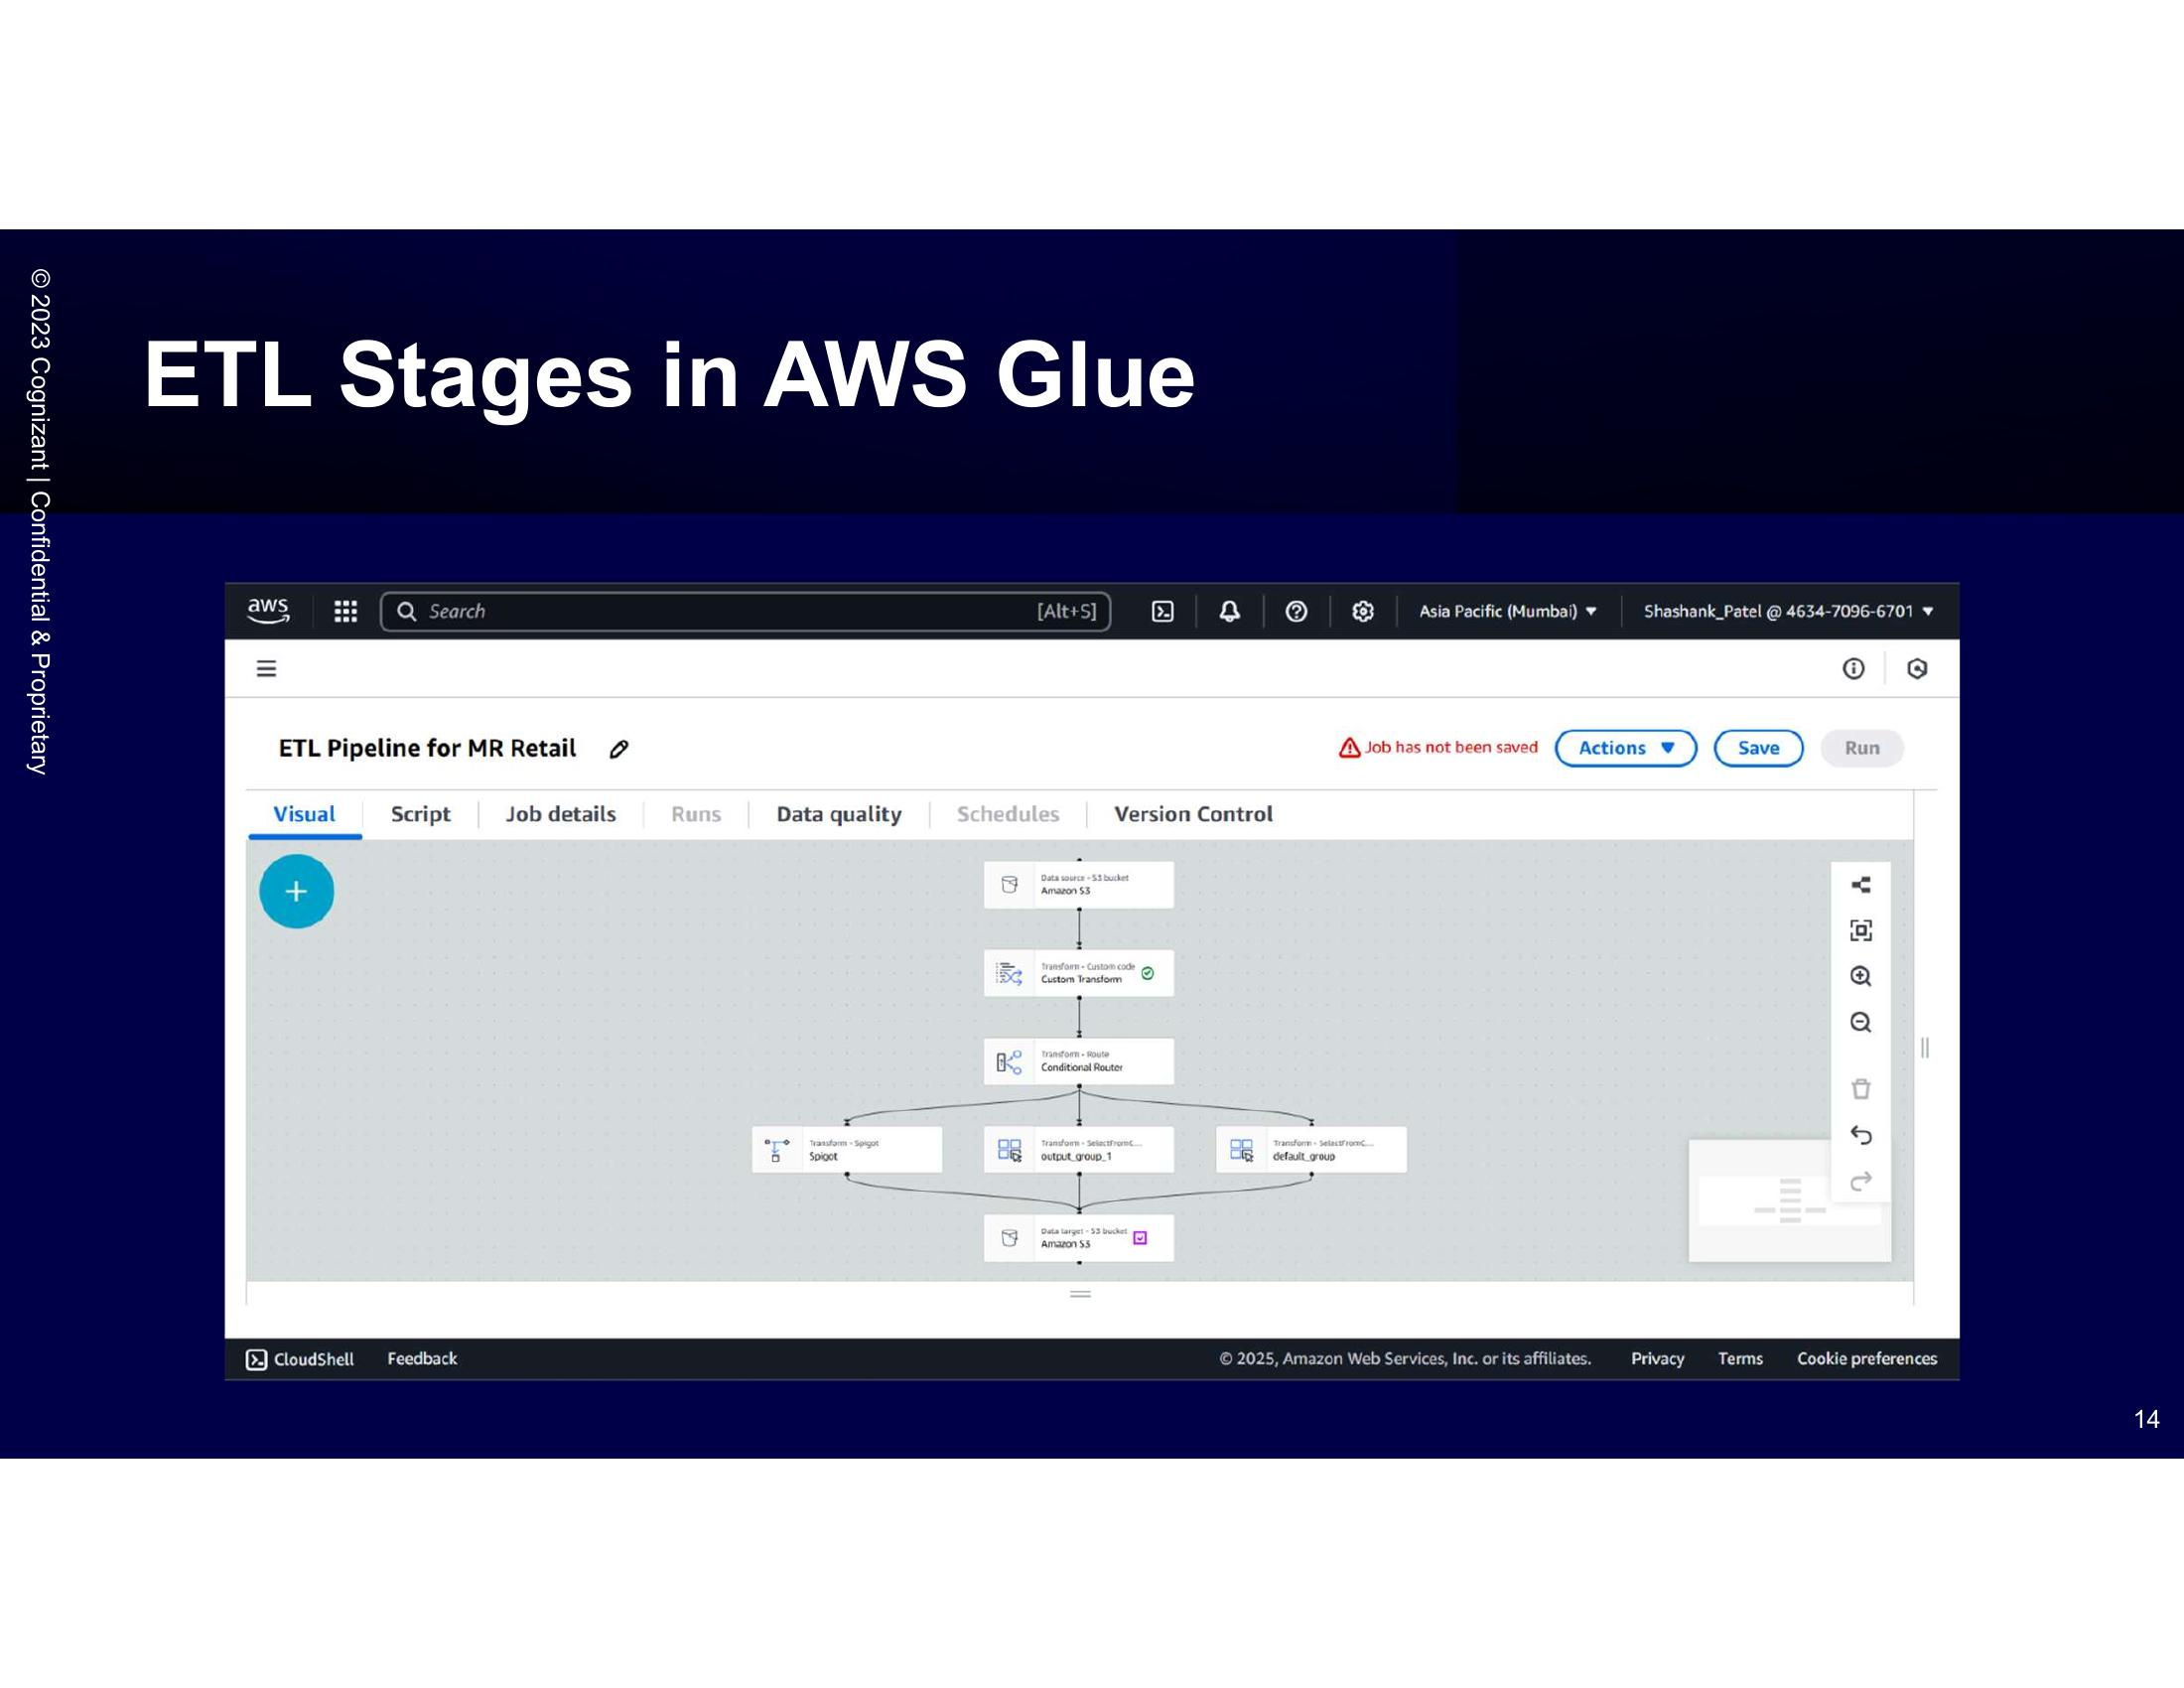 © 2023 Cognizant | Confidential & Proprietary
ETL Stages in AWS Glue
aws
Search
[Alt+S]
Asia Pacific (Mumbai)
Shashank_Patel @ 4634-7096-6701
ETL Pipeline for MR Retail
Job has not been saved
Actions
Save
Run
Visual
Script
Job details
Runs
Data quality
Schedules
Version Control
Data source - S3 bucket
Amazon S3
Transform - Custom code
Custom Transform
Transform - Route
Conditional Router
Transform - Spigot
Spigot
Transform - SelectFromC...
output_group_1
Transform - SelectFromC...
default_group
Data target - S3 bucket
Amazon S3
CloudShell
Feedback
© 2025, Amazon Web Services, Inc. or its affiliates.
Privacy
Terms
Cookie preferences
14